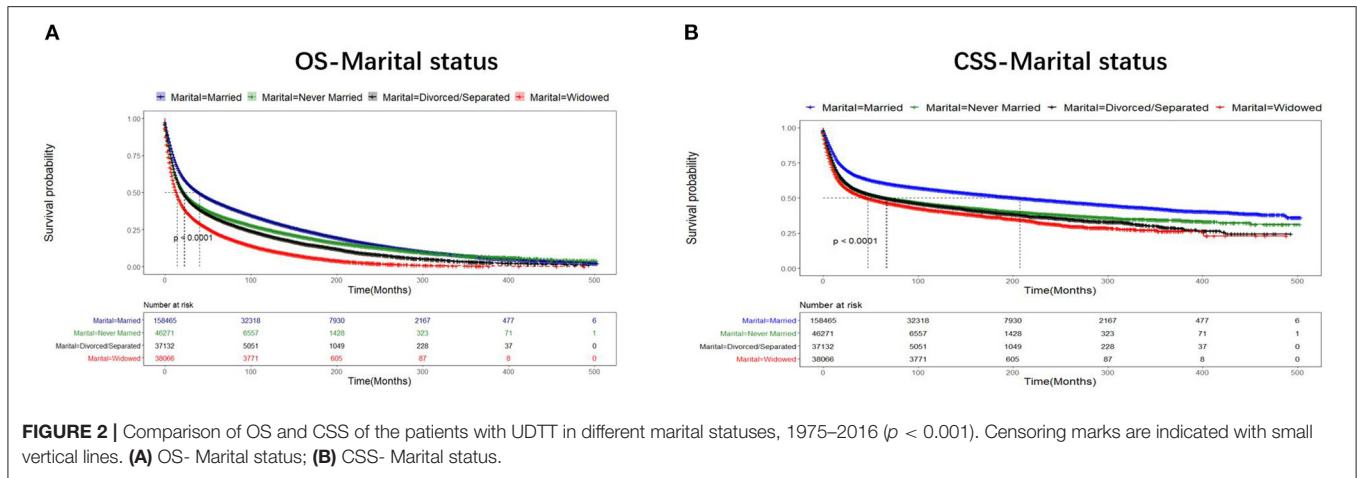 A
OS-Marital status
Marital=Married Marital=Never Married Marital=Divorced/Separated Marital=Widowed
Survival probability
1.00
0.75
0.50
0.25
0.00
p < 0.0001
0 100 200 300 400 500
Time(Months)
Number at risk
Marital=Married 158465 32318 7930 2167 477 6
Marital=Never Married 46271 6557 1428 323 71 1
Marital=Divorced/Separated 37132 5051 1049 228 37 0
Marital=Widowed 38066 3771 605 87 8 0
0 100 200 300 400 500
Time(Months)
B
CSS-Marital status
Marital=Married Marital=Never Married Marital=Divorced/Separated Marital=Widowed
Survival probability
1.00
0.75
0.50
0.25
0.00
p < 0.0001
0 100 200 300 400 500
Time(Months)
Number at risk
Marital=Married 158465 32318 7930 2167 477 6
Marital=Never Married 46271 6557 1428 323 71 1
Marital=Divorced/Separated 37132 5051 1049 228 37 0
Marital=Widowed 38066 3771 605 87 8 0
0 100 200 300 400 500
Time(Months)
FIGURE 2 | Comparison of OS and CSS of the patients with UDTT in different marital statuses, 1975–2016 (p < 0.001). Censoring marks are indicated with small
vertical lines. (A) OS- Marital status; (B) CSS- Marital status.